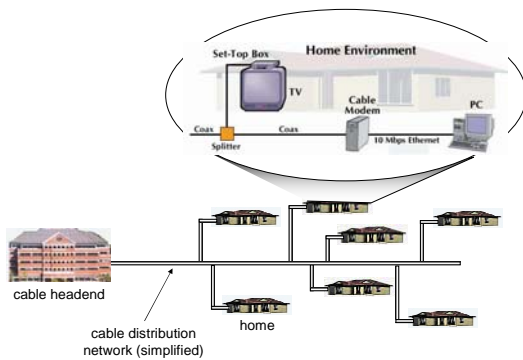 Home Environment
Set-Top Box
TV
Cable
Modem
PC
Coax
Coax
10 Mbps Ethernet
Splitter
cable headend
home
cable distribution
network (simplified)